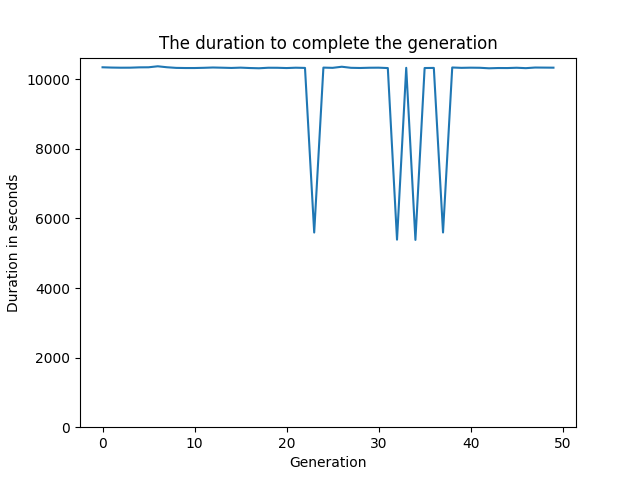 The duration to complete the generation
10000
8000
6000
4000
2000
0
Duration in seconds
0 10 20 30 40 50
Generation